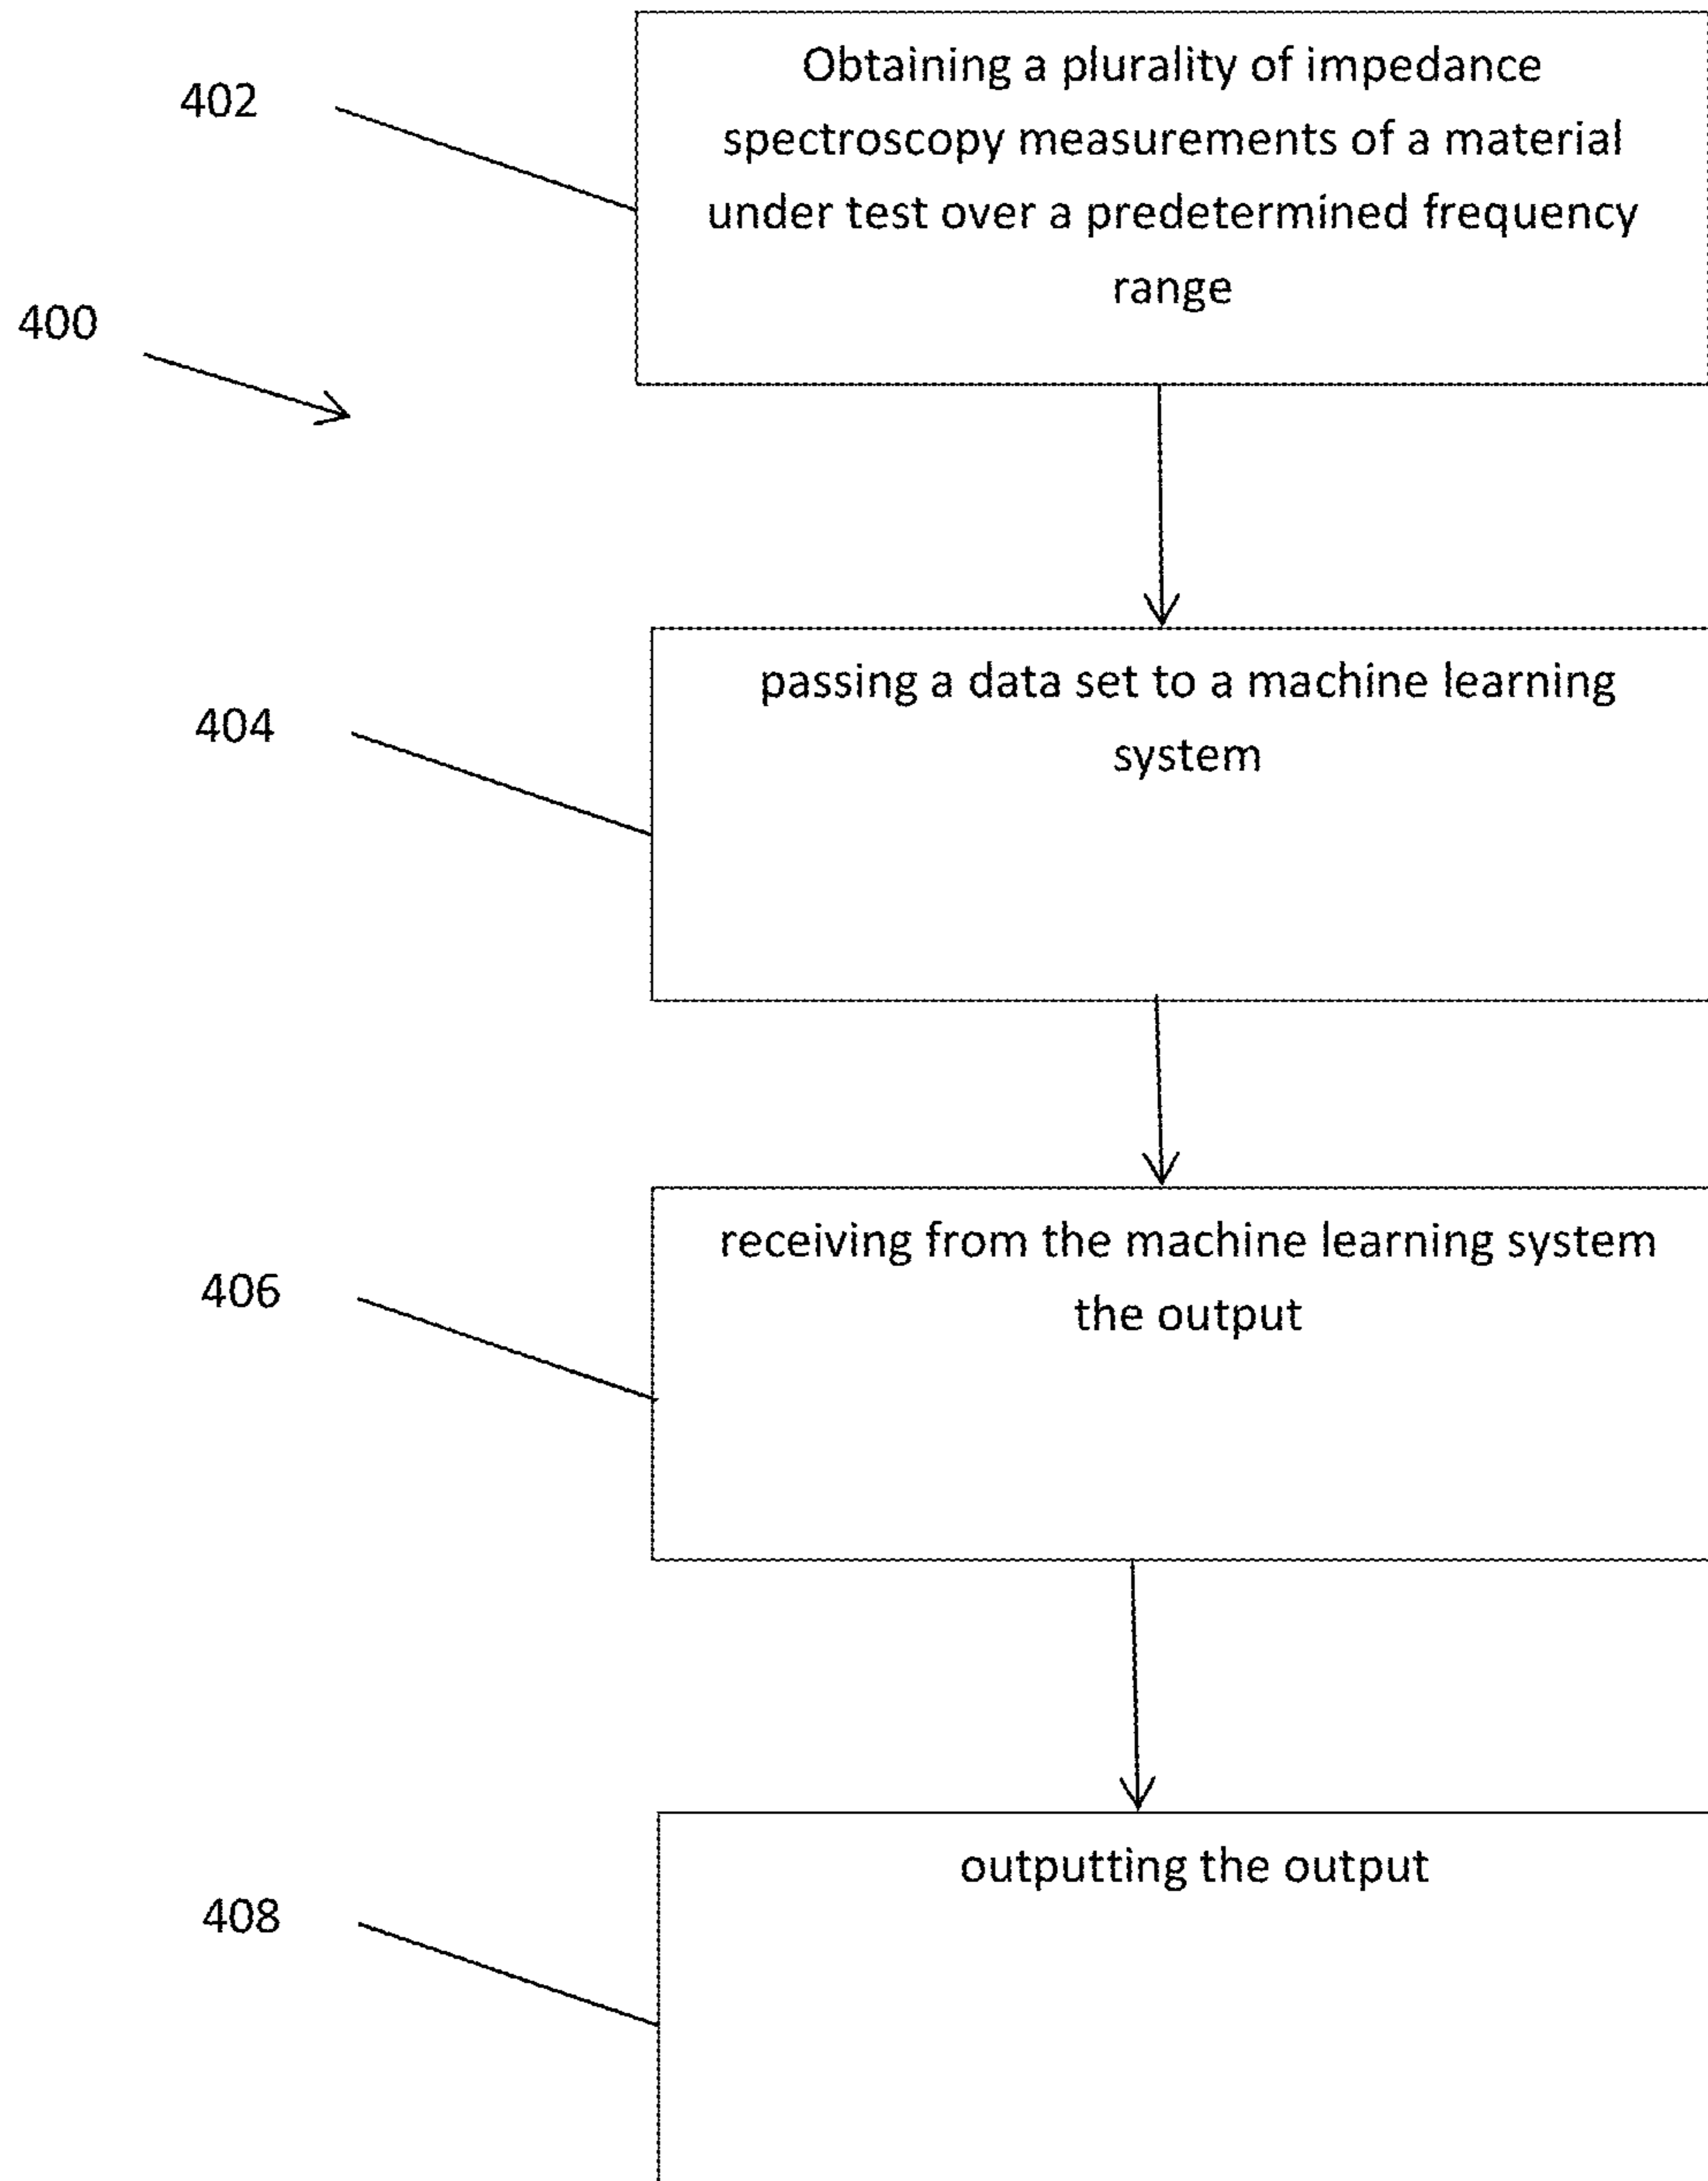 402
Obtaining a plurality of impedance
spectroscopy measurements of a material
under test over a predetermined frequency
range
400
404
passing a data set to a machine learning
system
406
receiving from the machine learning system
the output
408
outputting the output